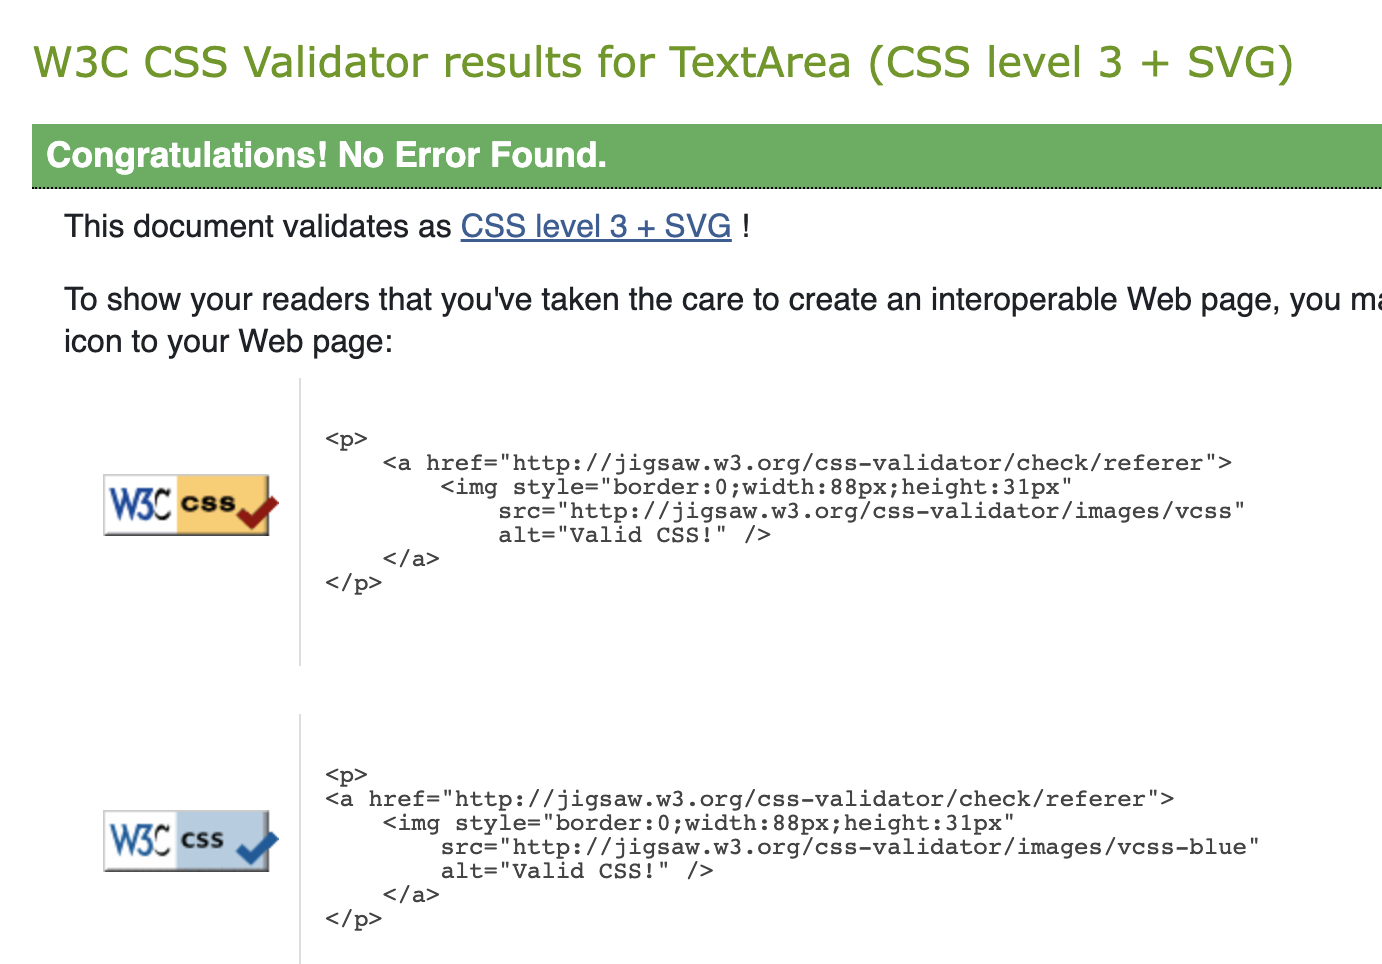 W3C CSS Validator results for TextArea (CSS level 3 + SVG)
Congratulations! No Error Found.
This document validates as CSS level 3 + SVG !
To show your readers that you've taken the care to create an interoperable Web page, you
icon to your Web page:
W3C css
<p>
    <a href="http://jigsaw.w3.org/css-validator/check/referer">
        <img style="border:0;width:88px;height:31px"
            src="http://jigsaw.w3.org/css-validator/images/vcss"
            alt="Valid CSS!" />
    </a>
</p>
W3C css
<p>
<a href="http://jigsaw.w3.org/css-validator/check/referer">
    <img style="border:0;width:88px;height:31px"
        src="http://jigsaw.w3.org/css-validator/images/vcss-blue"
        alt="Valid CSS!" />
    </a>
</p>